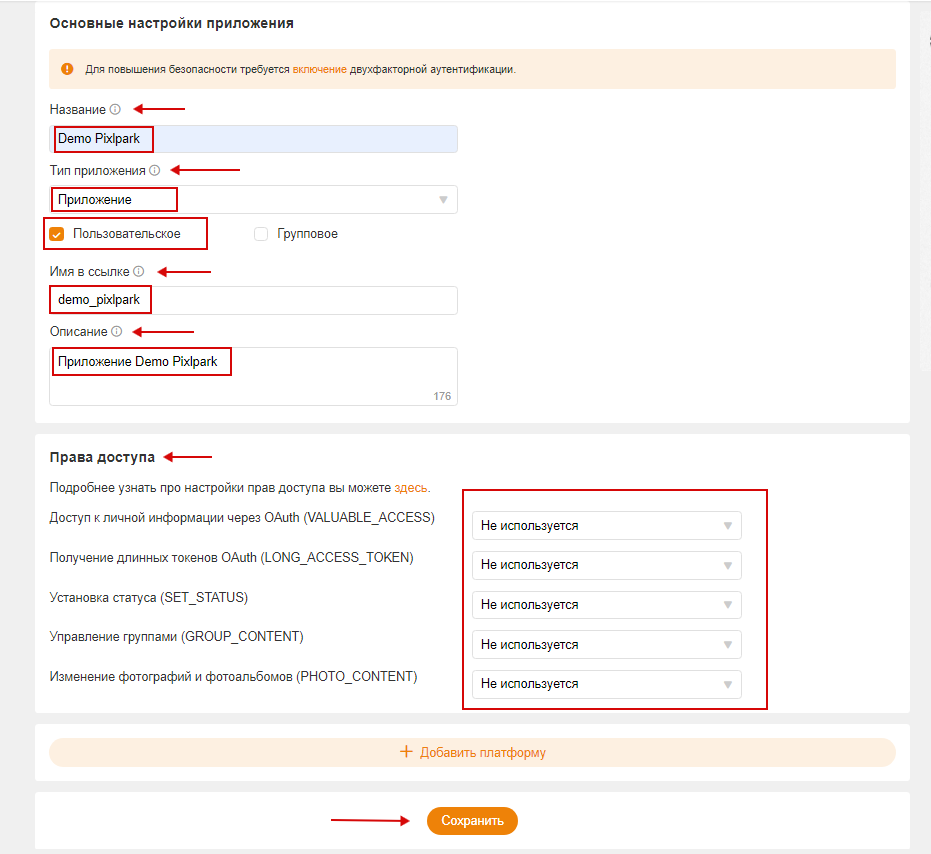 Основные настройки приложения
Для повышения безопасности требуется включение двухфакторной аутентификации.
Название
Demo Pixlpark
Тип приложения
Приложение
Пользовательское Групповое
Имя в ссылке
demo_pixlpark
Описание
Приложение Demo Pixlpark
176
Права доступа
Подробнее узнать про настройки прав доступа вы можете здесь.
Доступ к личной информации через OAuth (VALUABLE_ACCESS) Не используется
Получение длинных токенов OAuth (LONG_ACCESS_TOKEN) Не используется
Установка статуса (SET_STATUS) Не используется
Управление группами (GROUP_CONTENT) Не используется
Изменение фотографий и фотоальбомов (PHOTO_CONTENT) Не используется
+ Добавить платформу
Сохранить